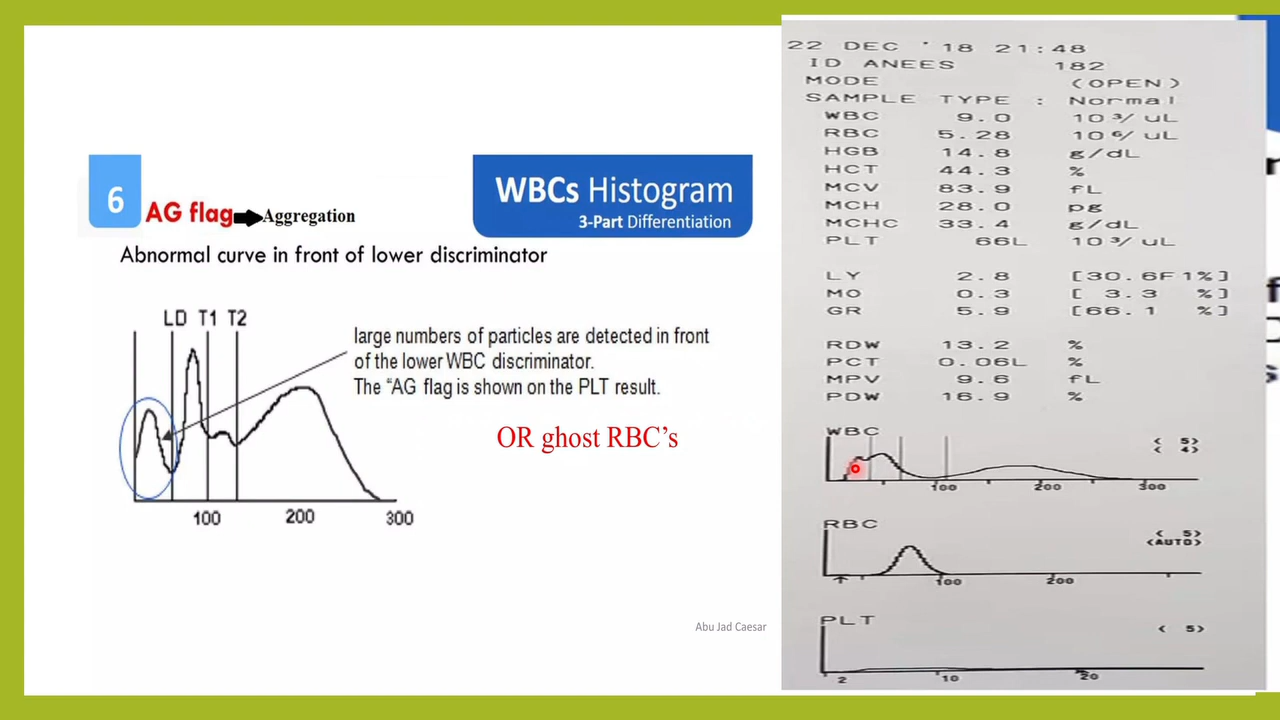 6
AG flag Aggregation
WBCs Histogram
3-Part Differentiation
Abnormal curve in front of lower discriminator
LD T1 T2
large numbers of particles are detected in front
of the lower WBC discriminator.
The “AG flag is shown on the PLT result.
OR ghost RBC’s
100 200 300
Abu Jad Caesar
22 DEC '18 21:48
ID ANEES 182
MODE (OPEN)
SAMPLE TYPE : Normal
WBC 9.0 10³/uL
RBC 5.28 10⁶/uL
HGB 14.8 g/dL
HCT 44.3 %
MCV 83.9 fL
MCH 28.0 pg
MCHC 33.4 g/dL
PLT 66L 10³/uL
LY 2.8 [30.6F1%]
MO 0.3 [ 3.3 %]
GR 5.9 [66.1 %]
RDW 13.2 %
PCT 0.06L %
MPV 9.6 fL
PDW 16.9 %
WBC
< 5>
< 4>
100 200 300
RBC
< 5>
<AUTO>
100 200
PLT
< 5>
2 10 20